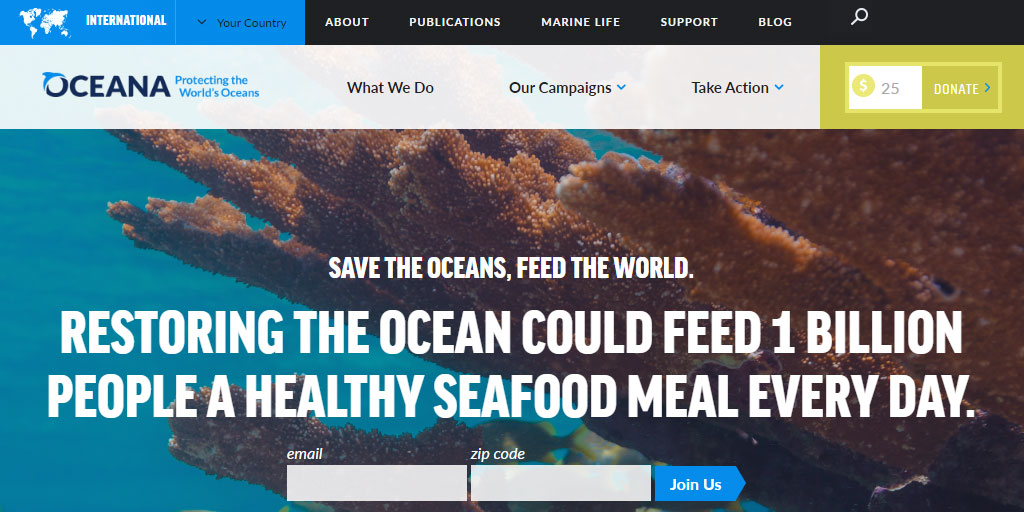 INTERNATIONAL
Your Country
ABOUT
PUBLICATIONS
MARINE LIFE
SUPPORT
BLOG
OCEANA
Protecting the
World's Oceans
What We Do
Our Campaigns
Take Action
$ 25
DONATE
SAVE THE OCEANS, FEED THE WORLD.
RESTORING THE OCEAN COULD FEED 1 BILLION
PEOPLE A HEALTHY SEAFOOD MEAL EVERY DAY.
email
zip code
Join Us